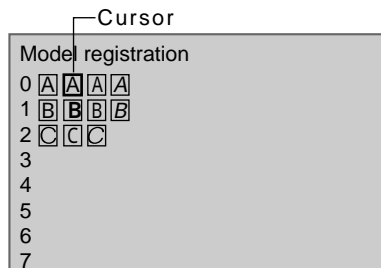 Cursor
Model registration
0 A A A A
1 B B B B
2 C C C
3
4
5
6
7